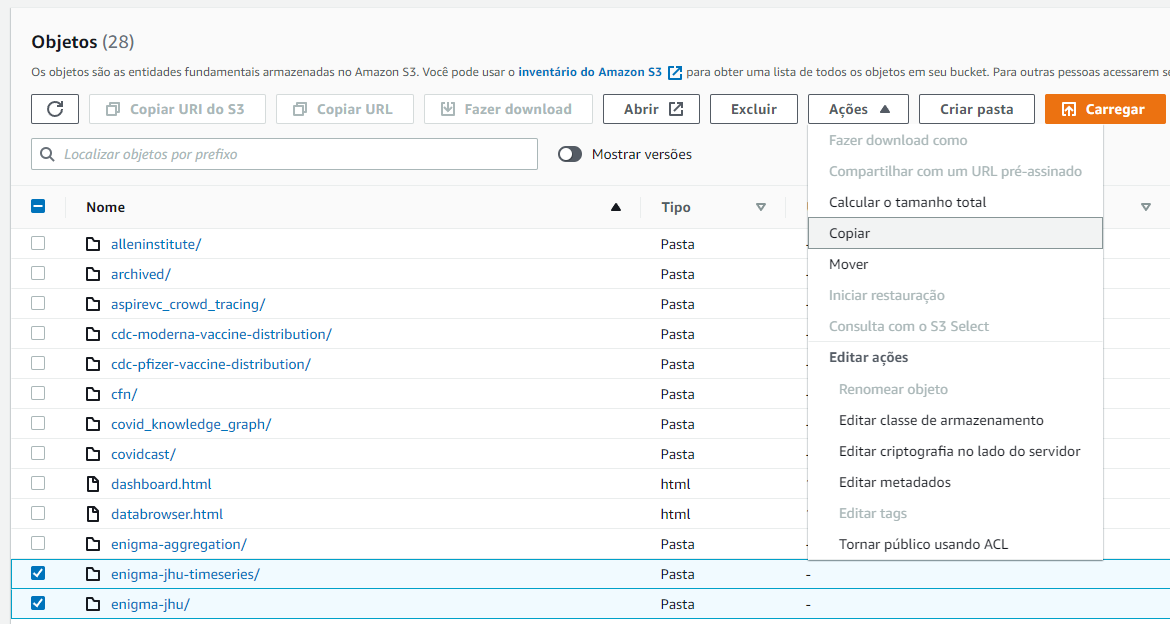 Objetos (28)
Os objetos são as entidades fundamentais armazenadas no Amazon S3. Você pode usar o inventário do Amazon S3 para obter uma lista de todos os objetos em seu bucket. Para outras pessoas acessarem se
Copiar URI do S3 Copiar URL Fazer download Abrir Excluir Ações Criar pasta Carregar
Localizar objetos por prefixo Mostrar versões
Fazer download como
Compartilhar com um URL pré-assinado
Calcular o tamanho total
Copiar
Mover
Iniciar restauração
Consulta com o S3 Select
Editar ações
Renomear objeto
Editar classe de armazenamento
Editar criptografia no lado do servidor
Editar metadados
Editar tags
Tornar público usando ACL
Nome Tipo
alleninstitute/ Pasta
archived/ Pasta
aspirevc_crowd_tracing/ Pasta
cdc-moderna-vaccine-distribution/ Pasta
cdc-pfizer-vaccine-distribution/ Pasta
cfn/ Pasta
covid_knowledge_graph/ Pasta
covidcast/ Pasta
dashboard.html html
databrowser.html html
enigma-aggregation/ Pasta
enigma-jhu-timeseries/ Pasta -
enigma-jhu/ Pasta -